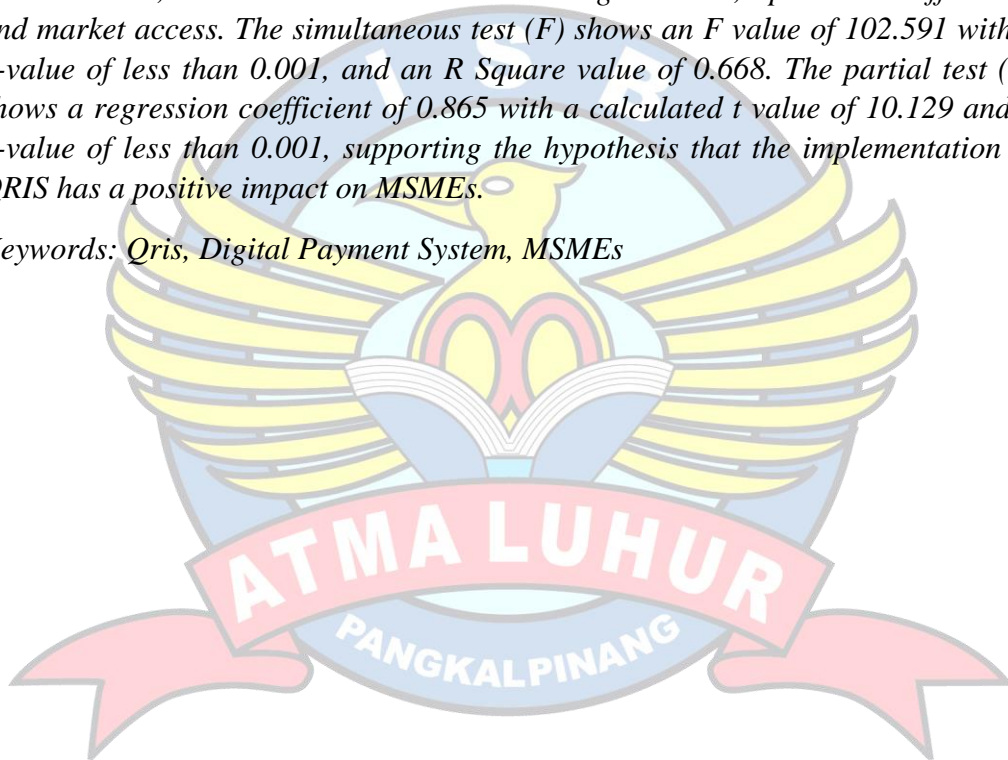 nd market access. The simultaneous test (F) shows an F value of 102.591 with
-value of less than 0.001, and an R Square value of 0.668. The partial test (
hows a regression coefficient of 0.865 with a calculated t value of 10.129 and
-value of less than 0.001, supporting the hypothesis that the implementation
QRIS has a positive impact on MSMEs.
eywords: Qris, Digital Payment System, MSMEs
I S B
ATMA LUHUR
PANGKALPINANG